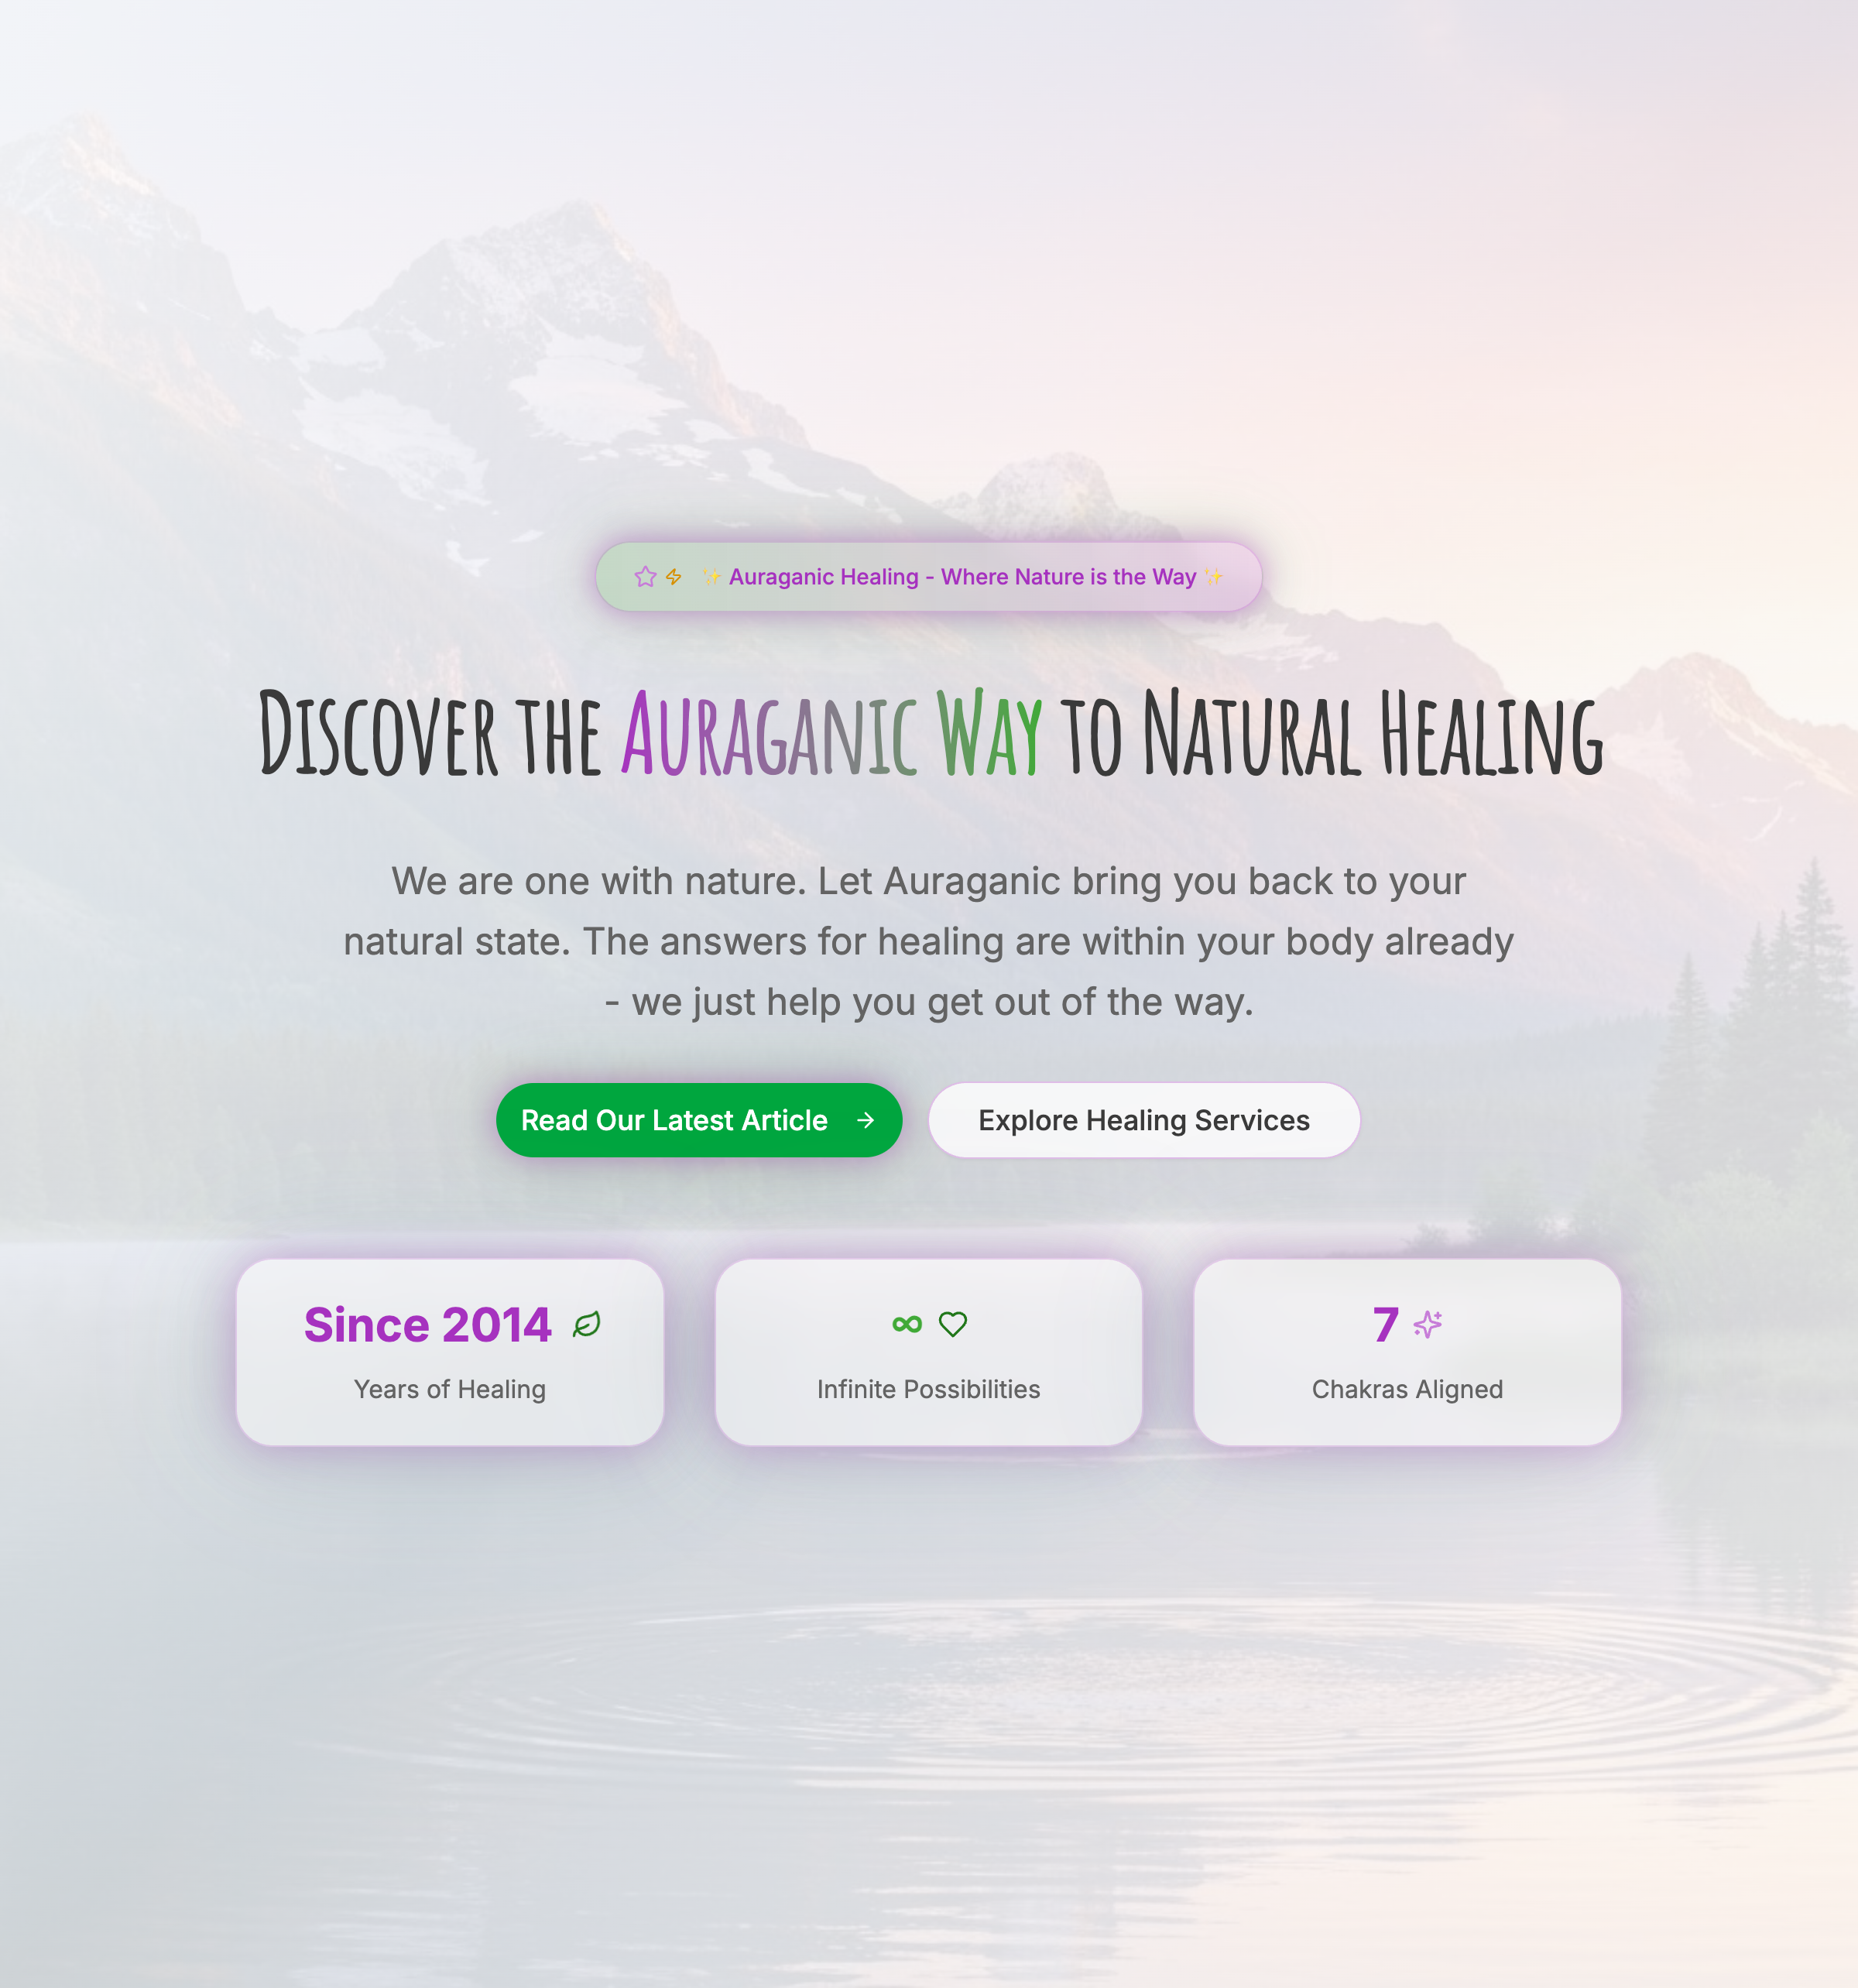 ✨ Auraganic Healing - Where Nature is the Way ✨
Discover the Auraganic Way to Natural Healing
We are one with nature. Let Auraganic bring you back to your
natural state. The answers for healing are within your body already
- we just help you get out of the way.
Read Our Latest Article →
Explore Healing Services
Since 2014
Years of Healing
∞
Infinite Possibilities
7
Chakras Aligned